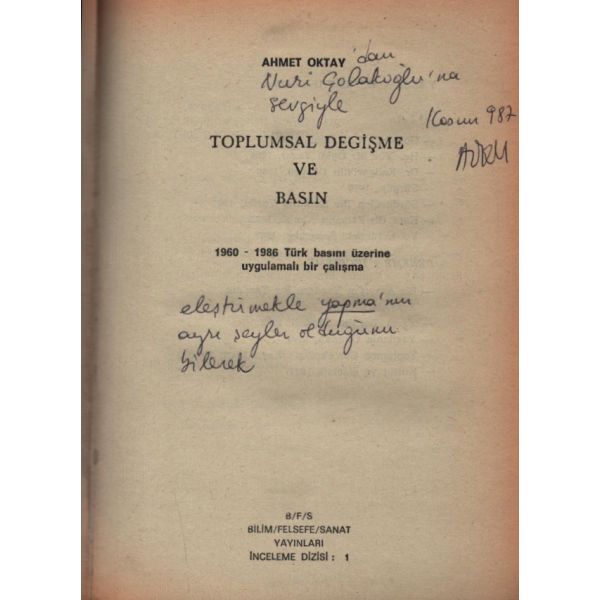 AHMET OKTAY'dan
Nuri Çolakoğlu'na
sevgiyle
Kasım 987
TOPLUMSAL DEGİŞME
VE
BASIN
1960 - 1986 Türk basını üzerine
uygulamalı bir çalışma
eleştirmekle yapma'nın
ayrı şeyler olduğunu
bilerek
B/F/S
BİLİM/FELSEFE/SANAT
YAYINLARI
İNCELEME DİZİSİ : 1